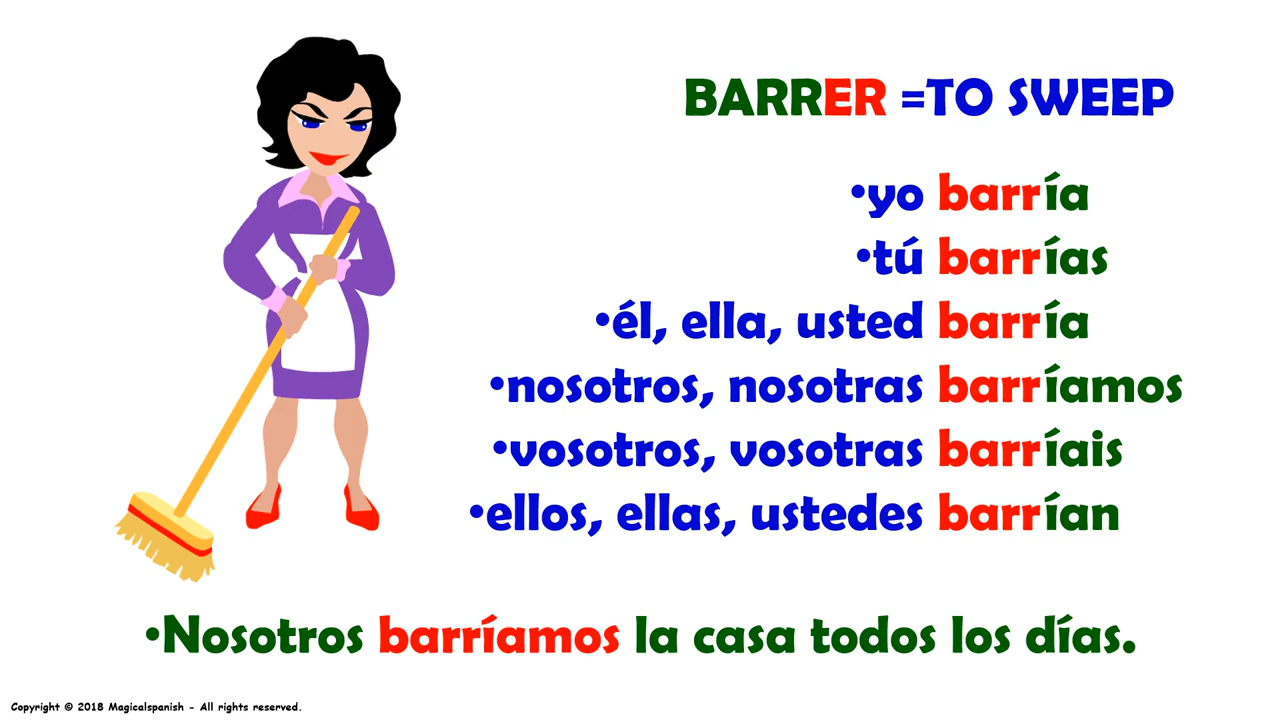 BARRER =TO SWEEP
•yo barría
•tú barrías
•él, ella, usted barría
•nosotros, nosotras barríamos
•vosotros, vosotras barríais
•ellos, ellas, ustedes barrían
•Nosotros barríamos la casa todos los días.
Copyright © 2018 Magicalspanish - All rights reserved.